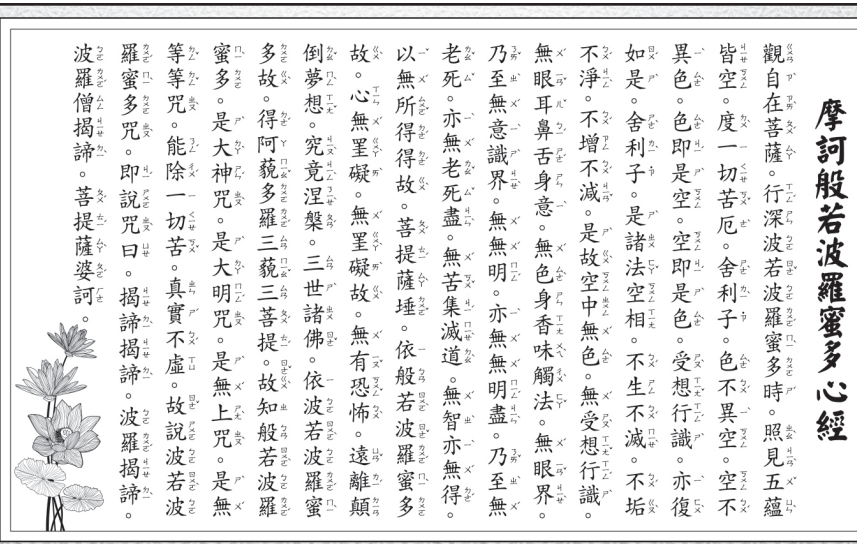 摩訶般若波羅蜜多心經
觀自在菩薩。行深波若波羅蜜多時。照見五蘊
皆空。度一切苦厄。舍利子。色不異空。空不
異色。色即是空。空即是色。受想行識。亦復
如是。舍利子。是諸法空相。不生不滅。不垢
不淨。不增不減。是故空中無色。無受想行識。
無眼耳鼻舌身意。無色身香味觸法。無眼界。
乃至無意識界。無無明。亦無無明盡。乃至無
老死。亦無老死盡。無苦集滅道。無智亦無得。
以無所得得故。菩提薩埵。依般若波羅蜜多
故。心無罣礙。無罣礙故。無有恐怖。遠離顛
倒夢想。究竟涅槃。三世諸佛。依波若波羅蜜
多故。得阿藐多羅三藐三菩提。故知般若波羅
蜜多。是大神咒。是大明咒。是無上咒。是無
等等咒。能除一切苦。真實不虛。故說波若波
羅蜜多咒。即說咒曰。揭諦揭諦。波羅揭諦。
波羅僧揭諦。菩提薩婆訶。